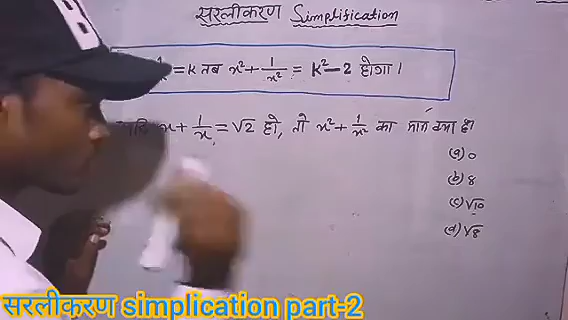 सरलीकरण Simplification
= K तब x² + 1/x² = K² − 2 होगा।
x + 1/x = √2 हो, तो x² + 1/x² का मान क्या हो
(a) 0
(b) 8
(c) √10
(d) √8
सरलीकरण simplication part-2